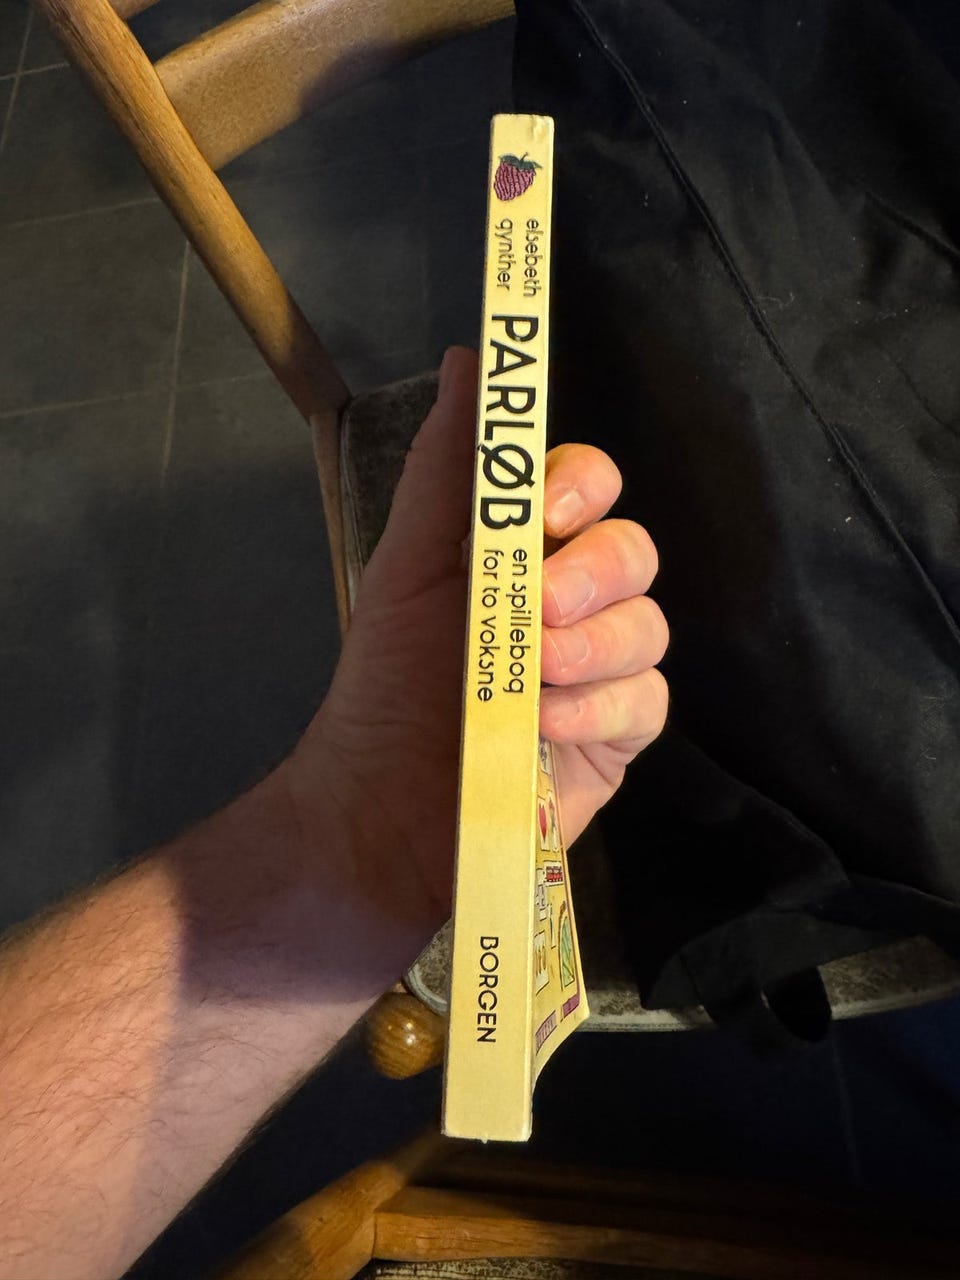 elsebeth
gynther
PARLØB
en spillebog
for to voksne
BORGEN